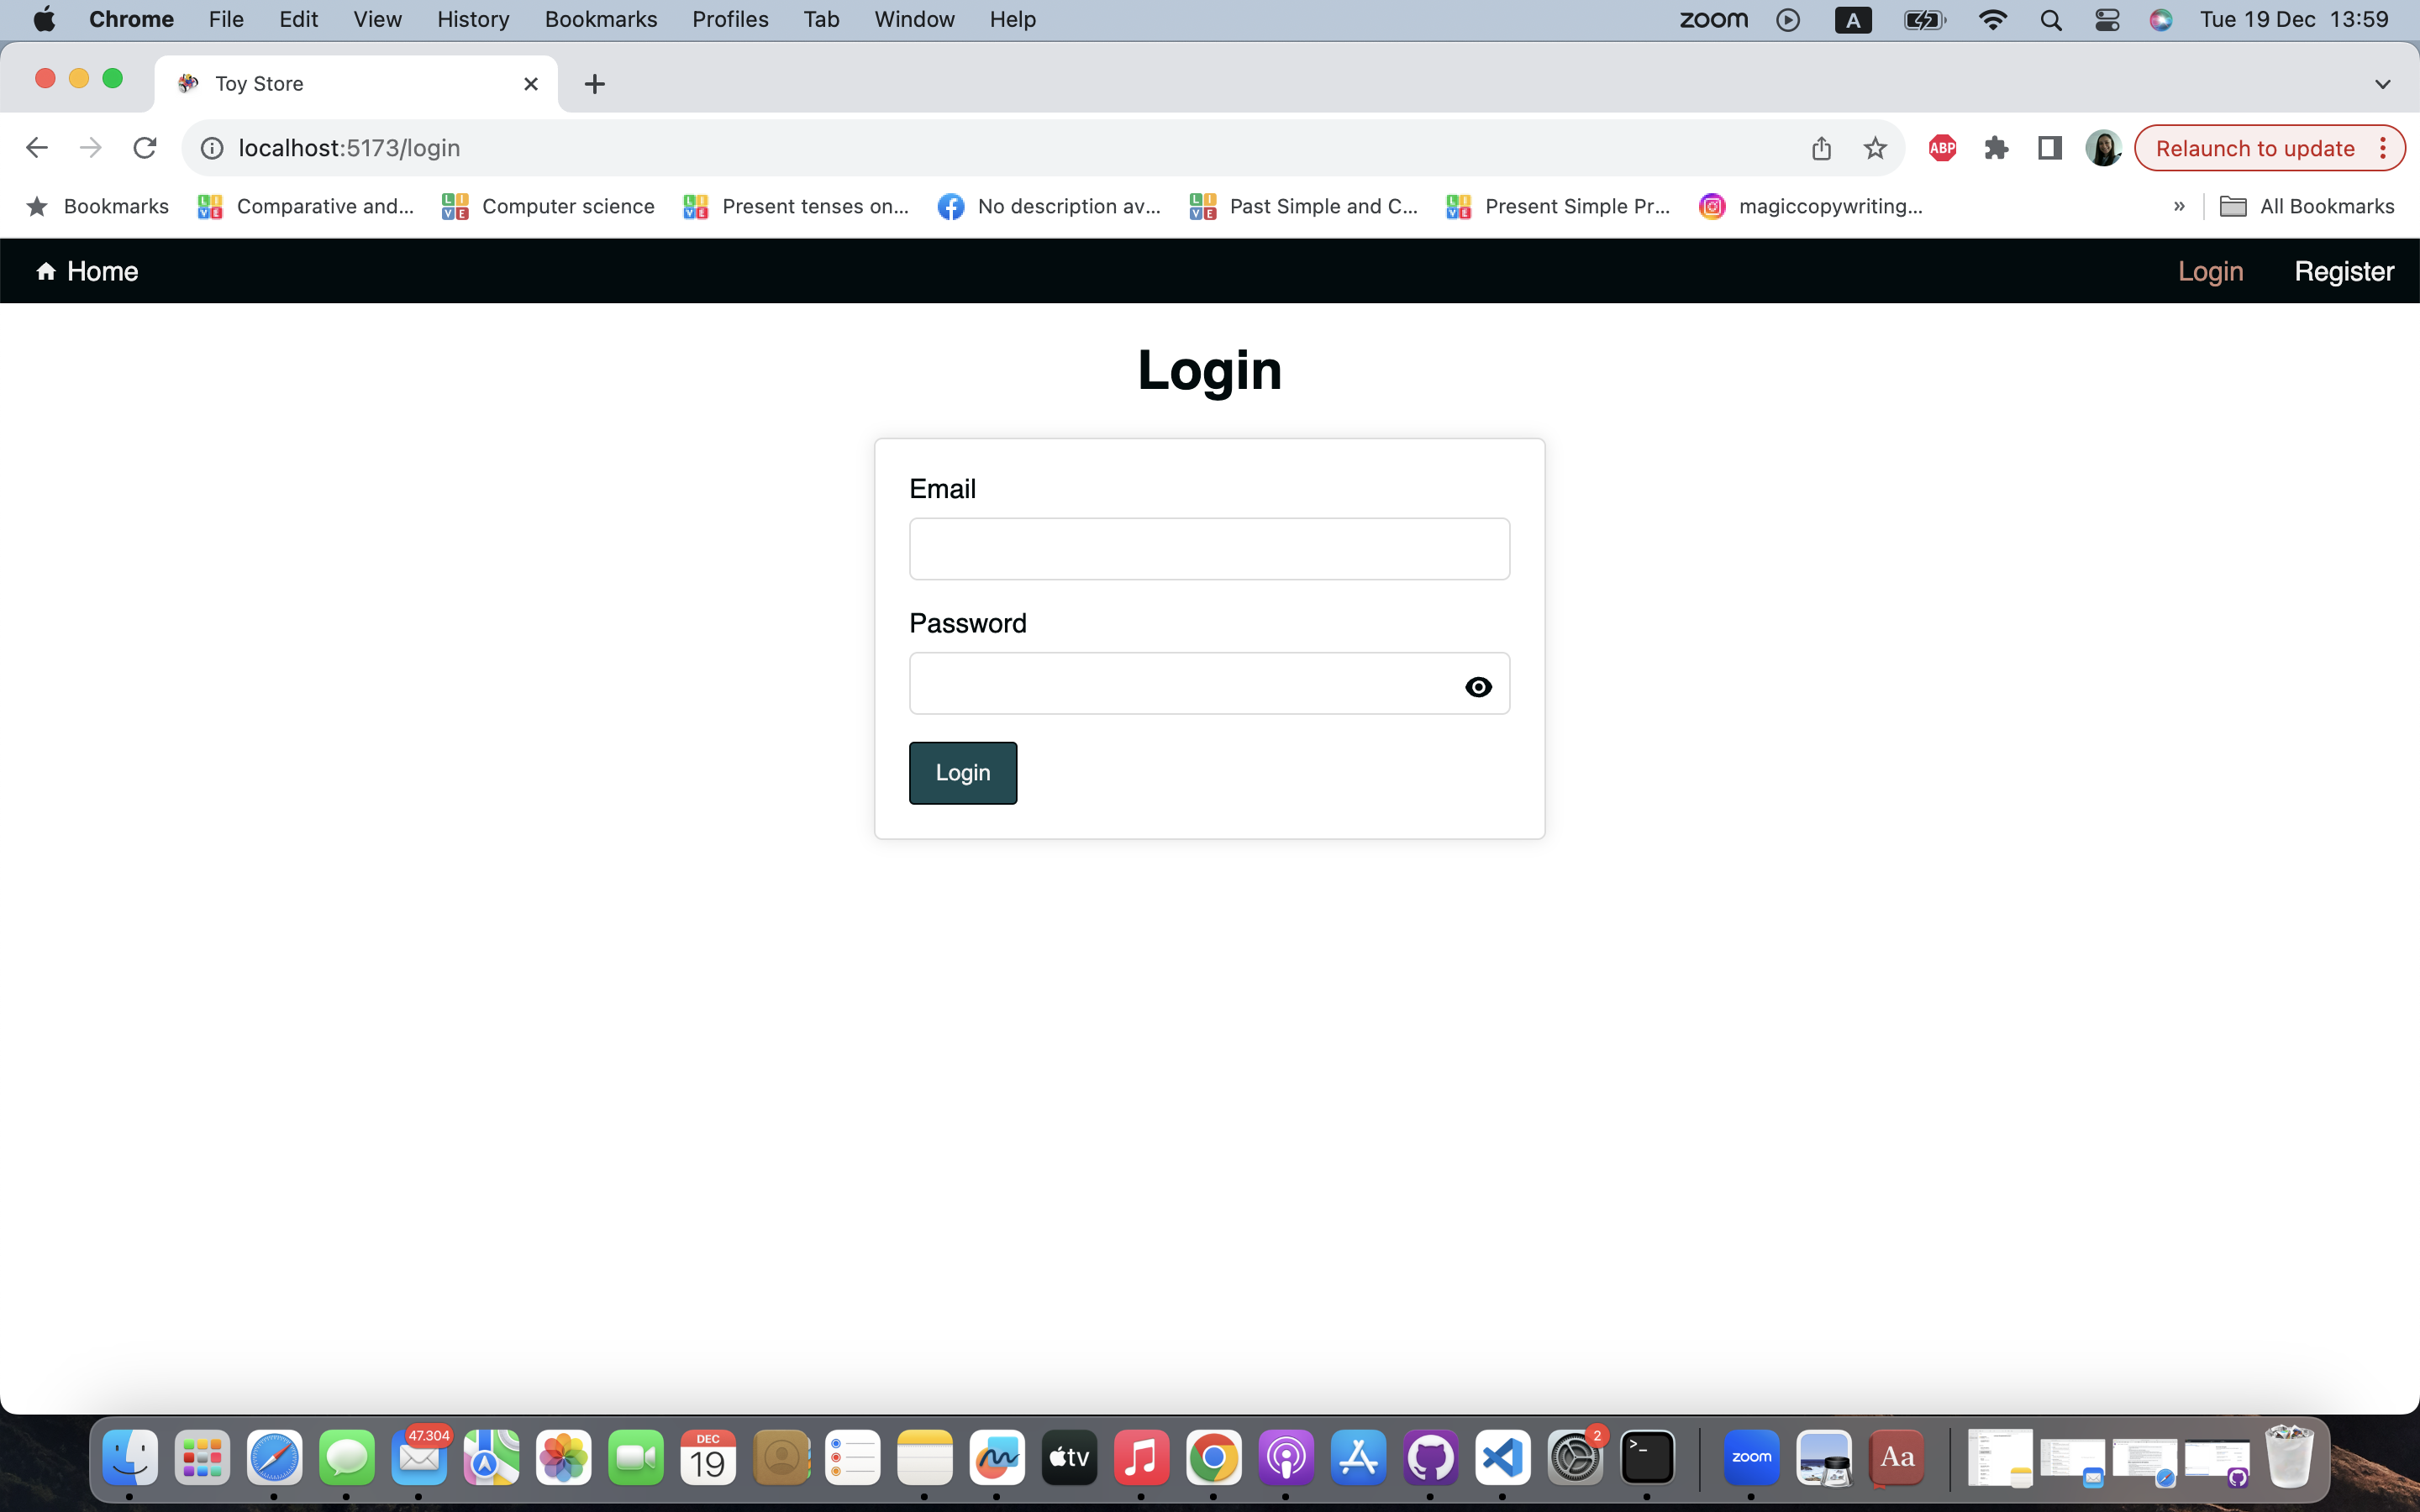 Chrome File Edit View History Bookmarks Profiles Tab Window Help zoom A Tue 19 Dec 13:59
Toy Store
localhost:5173/login ABP Relaunch to update
Bookmarks Comparative and... Computer science Present tenses on... No description av... Past Simple and C... Present Simple Pr... magiccopywriting... » All Bookmarks
Home Login Register
Login
Email
Password
Login
47.304 DEC 19 tv 2 >_ zoom Aa